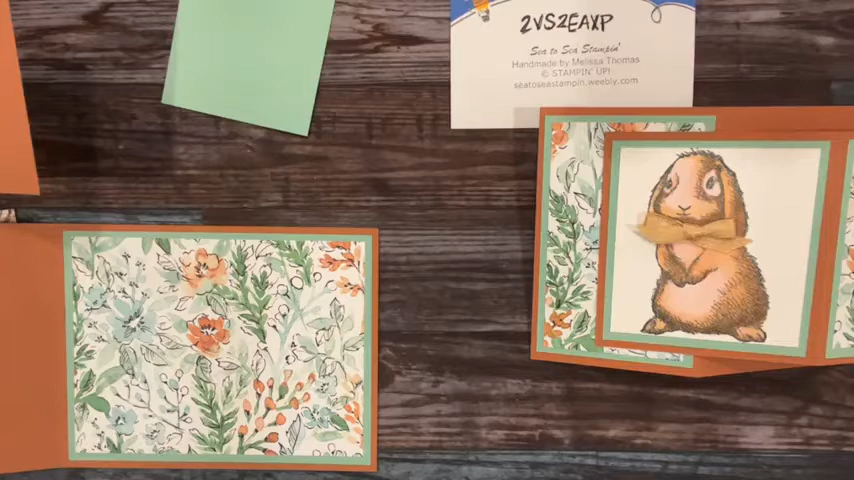 2VS2EAXP
Sea to Sea Stampin'
Handmade by Melissa Thomas
© STAMPIN' UP!
seatoseastampin.weebly.com